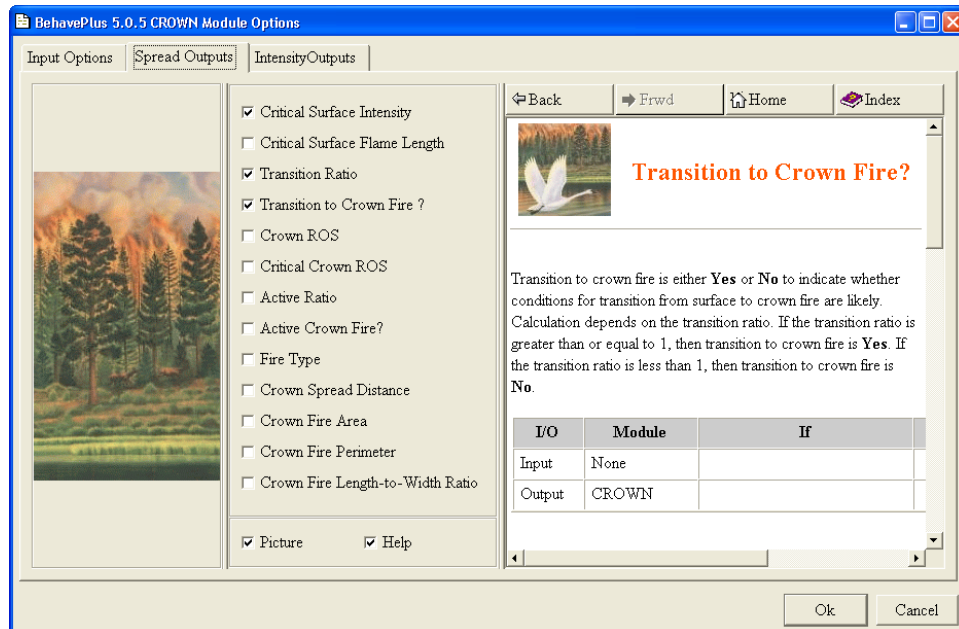 BehavePlus 5.0.5 CROWN Module Options
Input Options
Spread Outputs
IntensityOutputs
Critical Surface Intensity
Critical Surface Flame Length
Transition Ratio
Transition to Crown Fire ?
Crown ROS
Critical Crown ROS
Active Ratio
Active Crown Fire?
Fire Type
Crown Spread Distance
Crown Fire Area
Crown Fire Perimeter
Crown Fire Length-to-Width Ratio
Picture
Help
Back
Frwd
Home
Index
Transition to Crown Fire?
Transition to crown fire is either Yes or No to indicate whether
conditions for transition from surface to crown fire are likely.
Calculation depends on the transition ratio. If the transition ratio is
greater than or equal to 1, then transition to crown fire is Yes. If
the transition ratio is less than 1, then transition to crown fire is
No.
I/O Module If
Input None
Output CROWN
Ok
Cancel